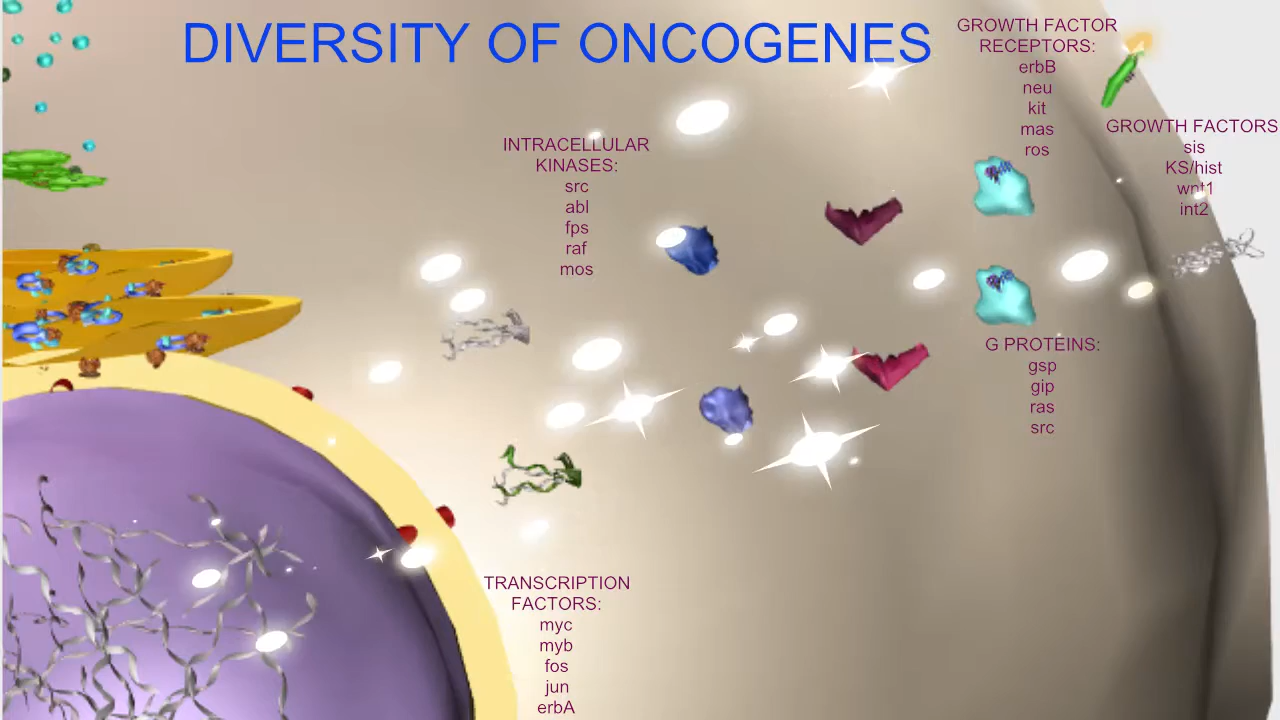 DIVERSITY OF ONCOGENES
GROWTH FACTOR
RECEPTORS:
erbB
neu
kit
mas
ros
GROWTH FACTORS
sis
KS/hist
wnt1
int2
INTRACELLULAR
KINASES:
src
abl
fps
raf
mos
G PROTEINS:
gsp
gip
ras
src
TRANSCRIPTION
FACTORS:
myc
myb
fos
jun
erbA